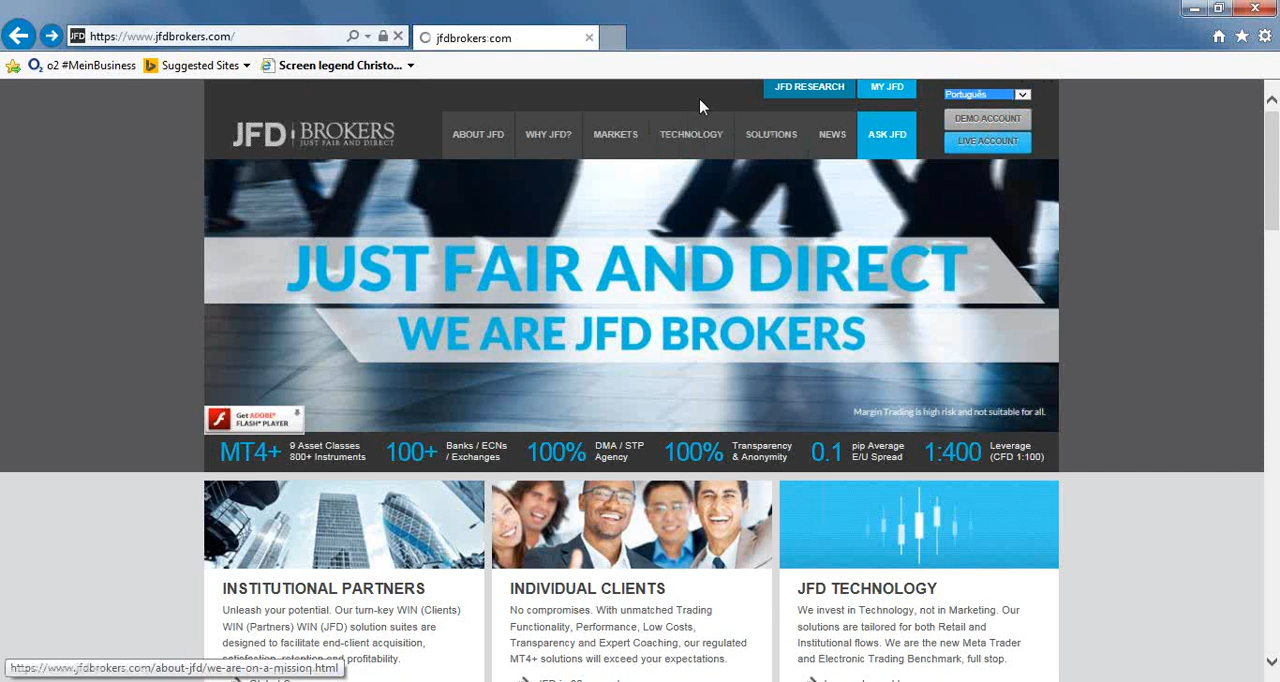 JFD https://www.jfdbrokers.com/
jfdbrokers.com
o2 #MeinBusiness
Suggested Sites
Screen legend Christo...
JFD RESEARCH
MY JFD
Português
DEMO ACCOUNT
LIVE ACCOUNT
JFD | BROKERS
JUST FAIR AND DIRECT
ABOUT JFD
WHY JFD?
MARKETS
TECHNOLOGY
SOLUTIONS
NEWS
ASK JFD
JUST FAIR AND DIRECT
WE ARE JFD BROKERS
Get ADOBE®
FLASH® PLAYER
Margin Trading is high risk and not suitable for all.
MT4+
9 Asset Classes
800+ Instruments
100+
Banks / ECNs
/ Exchanges
100%
DMA / STP
Agency
100%
Transparency
& Anonymity
0.1
pip Average
E/U Spread
1:400
Leverage
(CFD 1:100)
INSTITUTIONAL PARTNERS
Unleash your potential. Our turn-key WIN (Clients)
WIN (Partners) WIN (JFD) solution suites are
designed to facilitate end-client acquisition,
satisfaction, retention and profitability.
INDIVIDUAL CLIENTS
No compromises. With unmatched Trading
Functionality, Performance, Low Costs,
Transparency and Expert Coaching, our regulated
MT4+ solutions will exceed your expectations.
JFD TECHNOLOGY
We invest in Technology, not in Marketing. Our
solutions are tailored for both Retail and
Institutional flows. We are the new Meta Trader
and Electronic Trading Benchmark, full stop.
https://www.jfdbrokers.com/about-jfd/we-are-on-a-mission.html